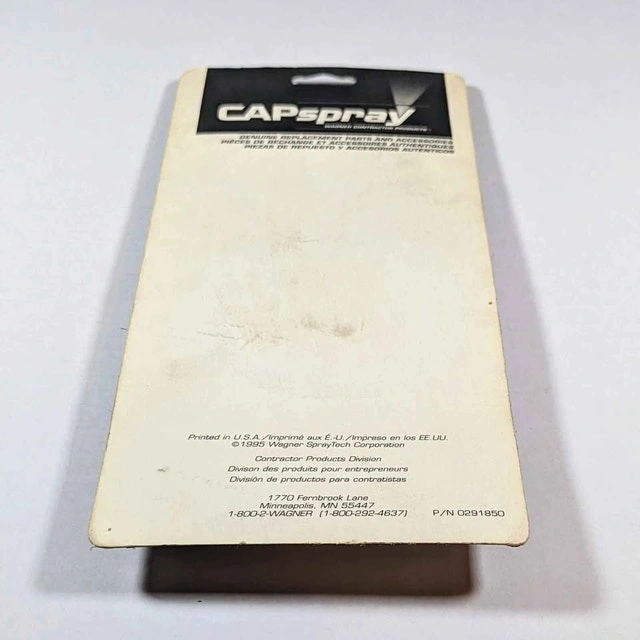 CAPspray
WAGNER CONTRACTOR PRODUCTS
GENUINE REPLACEMENT PARTS AND ACCESSORIES
PIÈCES DE RECHANGE ET ACCESSOIRES AUTHENTIQUES
PIEZAS DE REPUESTO Y ACCESORIOS AUTENTICOS
Printed in U.S.A./Imprimé aux É.-U./Impreso en los EE.UU.
©1995 Wagner SprayTech Corporation
Contractor Products Division
Divison des produits pour entrepreneurs
División de productos para contratistas
1770 Fernbrook Lane
Minneapolis, MN 55447
1-800-2-WAGNER (1-800-292-4637) P/N 0291850